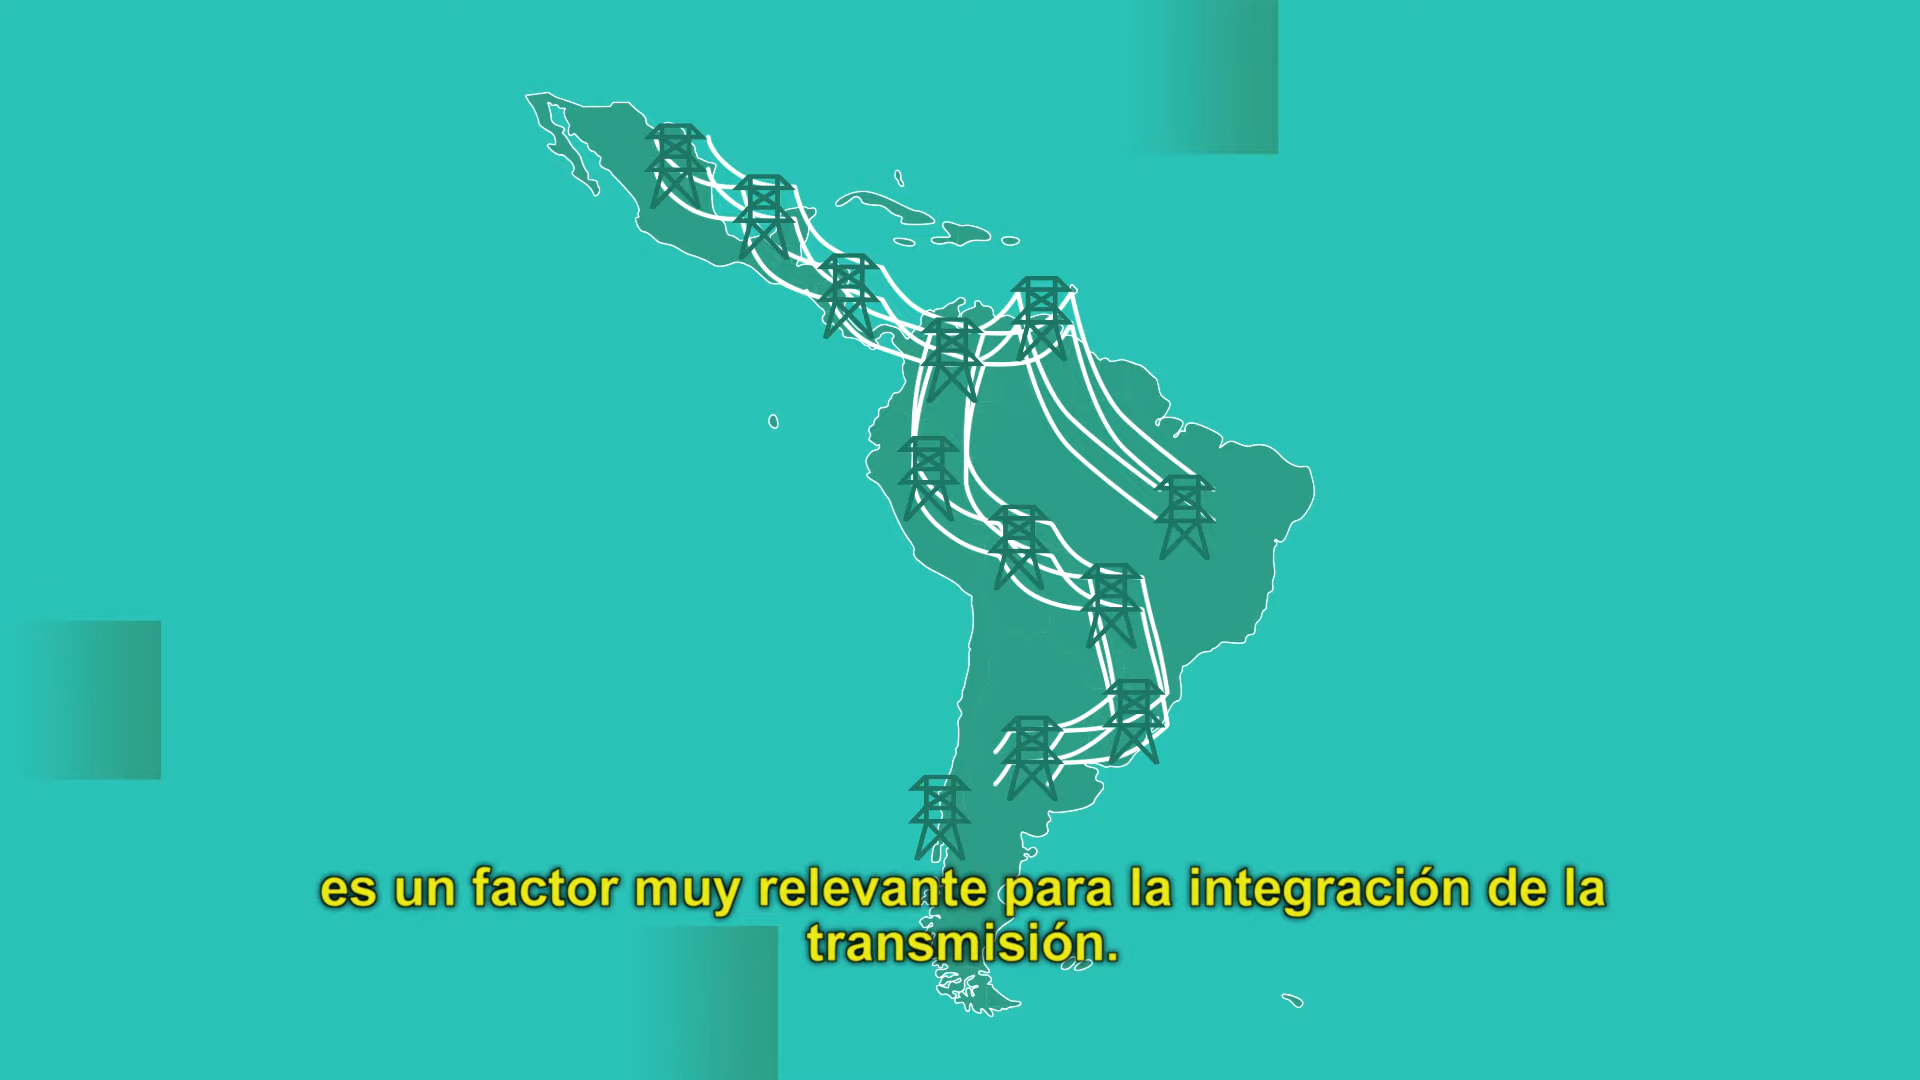 es un factor muy relevante para la integración de la
transmisión.